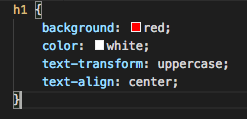 h1 {
background: red;
color: white;
text-transform: uppercase;
text-align: center;
}